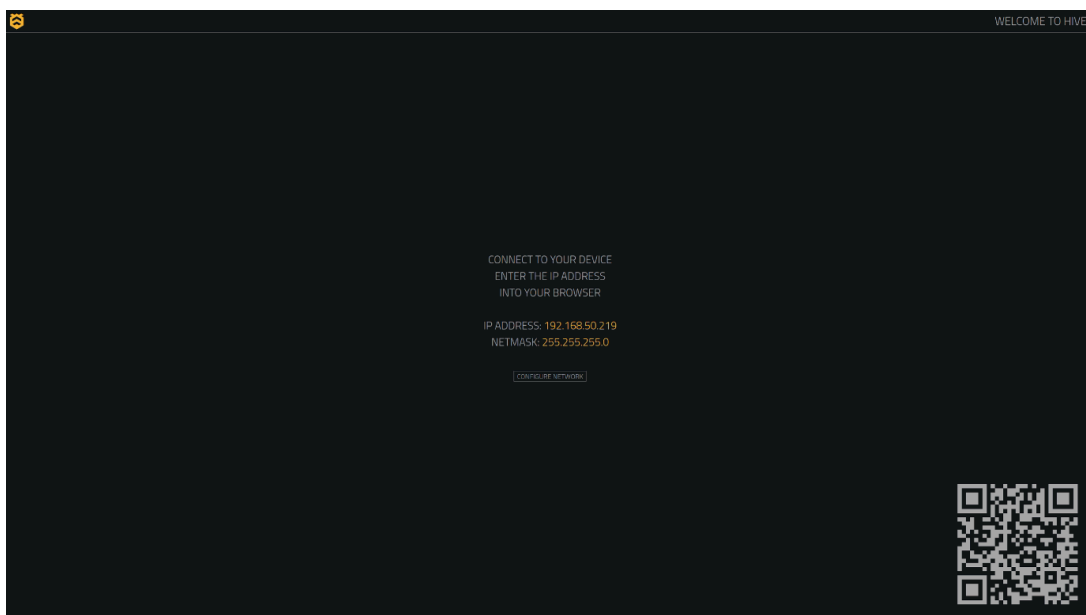 WELCOME TO HIVE
CONNECT TO YOUR DEVICE
ENTER THE IP ADDRESS
INTO YOUR BROWSER
IP ADDRESS: 192.168.50.219
NETMASK: 255.255.255.0
CONFIGURE NETWORK